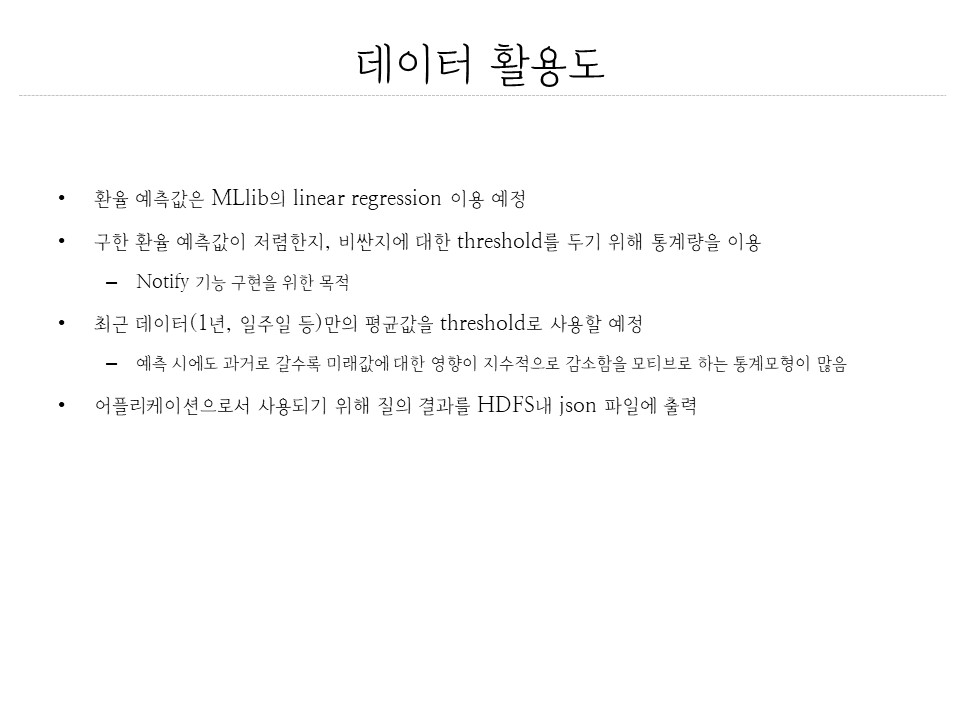 데이터 활용도
• 환율 예측값은 MLlib의 linear regression 이용 예정
• 구한 환율 예측값이 저렴한지, 비싼지에 대한 threshold를 두기 위해 통계량을 이용
– Notify 기능 구현을 위한 목적
• 최근 데이터(1년, 일주일 등)만의 평균값을 threshold로 사용할 예정
– 예측 시에도 과거로 갈수록 미래값에 대한 영향이 지수적으로 감소함을 모티브로 하는 통계모형이 많음
• 어플리케이션으로서 사용되기 위해 질의 결과를 HDFS내 json 파일에 출력